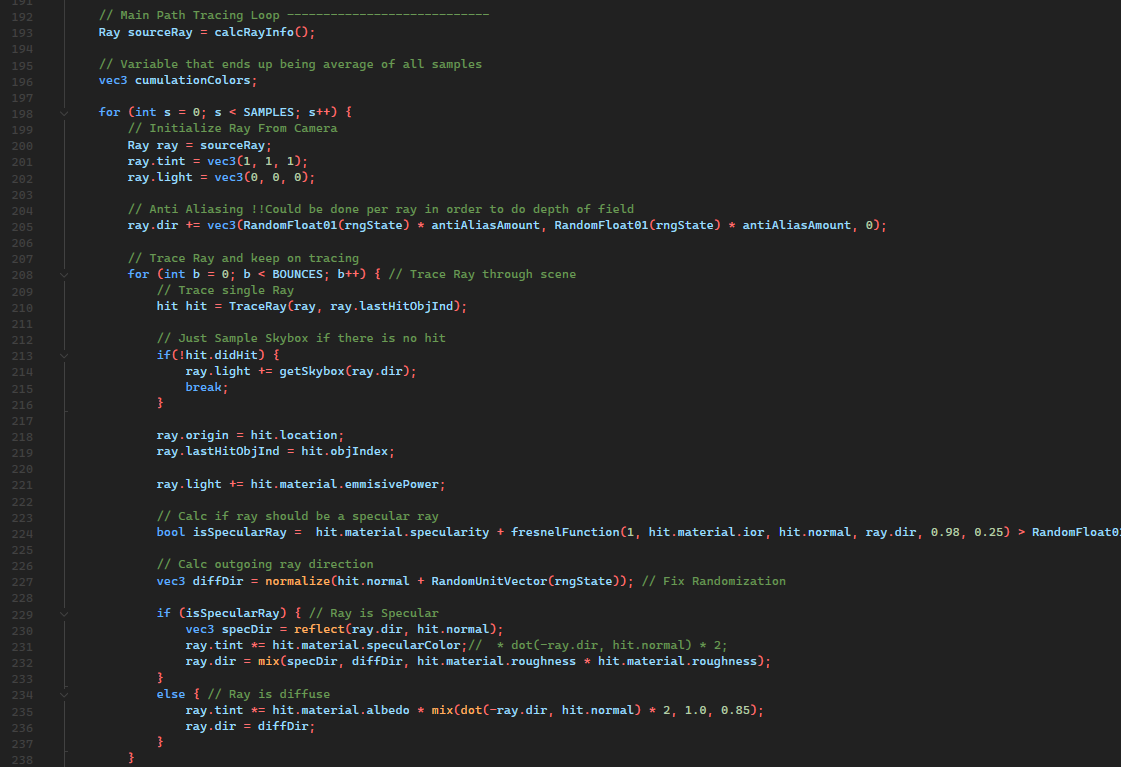 191
192 // Main Path Tracing Loop ----------------------------
193 Ray sourceRay = calcRayInfo();
194
195 // Variable that ends up being average of all samples
196 vec3 cumulationColors;
197
198 for (int s = 0; s < SAMPLES; s++) {
199 // Initialize Ray From Camera
200 Ray ray = sourceRay;
201 ray.tint = vec3(1, 1, 1);
202 ray.light = vec3(0, 0, 0);
203
204 // Anti Aliasing !!Could be done per ray in order to do depth of field
205 ray.dir += vec3(RandomFloat01(rngState) * antiAliasAmount, RandomFloat01(rngState) * antiAliasAmount, 0);
206
207 // Trace Ray and keep on tracing
208 for (int b = 0; b < BOUNCES; b++) { // Trace Ray through scene
209 // Trace single Ray
210 hit hit = TraceRay(ray, ray.lastHitObjInd);
211
212 // Just Sample Skybox if there is no hit
213 if(!hit.didHit) {
214 ray.light += getSkybox(ray.dir);
215 break;
216 }
217
218 ray.origin = hit.location;
219 ray.lastHitObjInd = hit.objIndex;
220
221 ray.light += hit.material.emmisivePower;
222
223 // Calc if ray should be a specular ray
224 bool isSpecularRay =  hit.material.specularity + fresnelFunction(1, hit.material.ior, hit.normal, ray.dir, 0.98, 0.25) > RandomFloat01
225
226 // Calc outgoing ray direction
227 vec3 diffDir = normalize(hit.normal + RandomUnitVector(rngState)); // Fix Randomization
228
229 if (isSpecularRay) { // Ray is Specular
230 vec3 specDir = reflect(ray.dir, hit.normal);
231 ray.tint *= hit.material.specularColor;//  * dot(-ray.dir, hit.normal) * 2;
232 ray.dir = mix(specDir, diffDir, hit.material.roughness * hit.material.roughness);
233 }
234 else { // Ray is diffuse
235 ray.tint *= hit.material.albedo * mix(dot(-ray.dir, hit.normal) * 2, 1.0, 0.85);
236 ray.dir = diffDir;
237 }
238 }